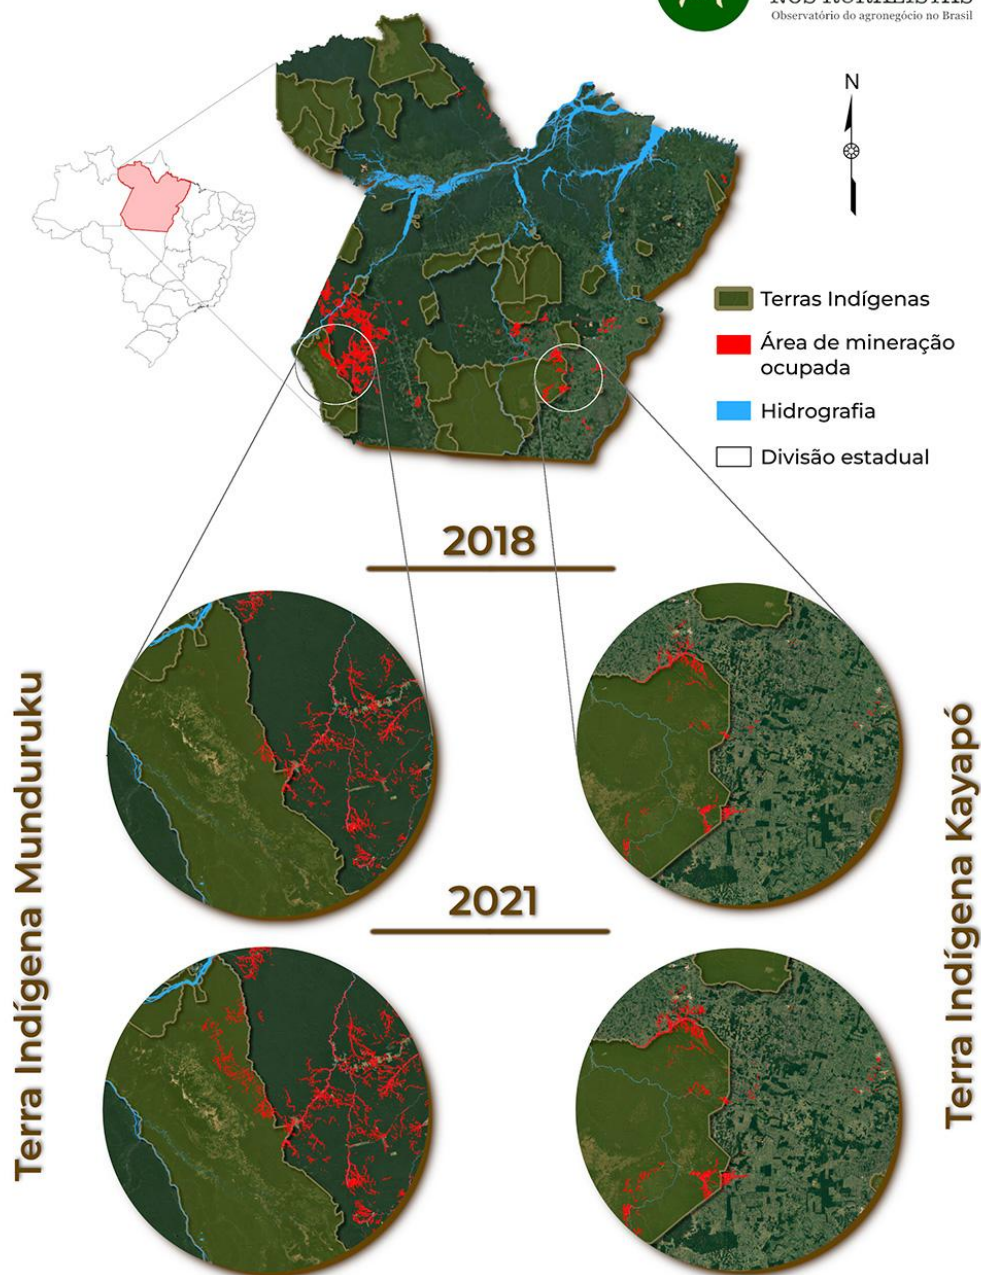 Observatório do agronegócio no Brasil
N
Terras Indígenas
Área de mineração
ocupada
Hidrografia
Divisão estadual
2018
Terra Indígena Munduruku
Terra Indígena Kayapó
2021